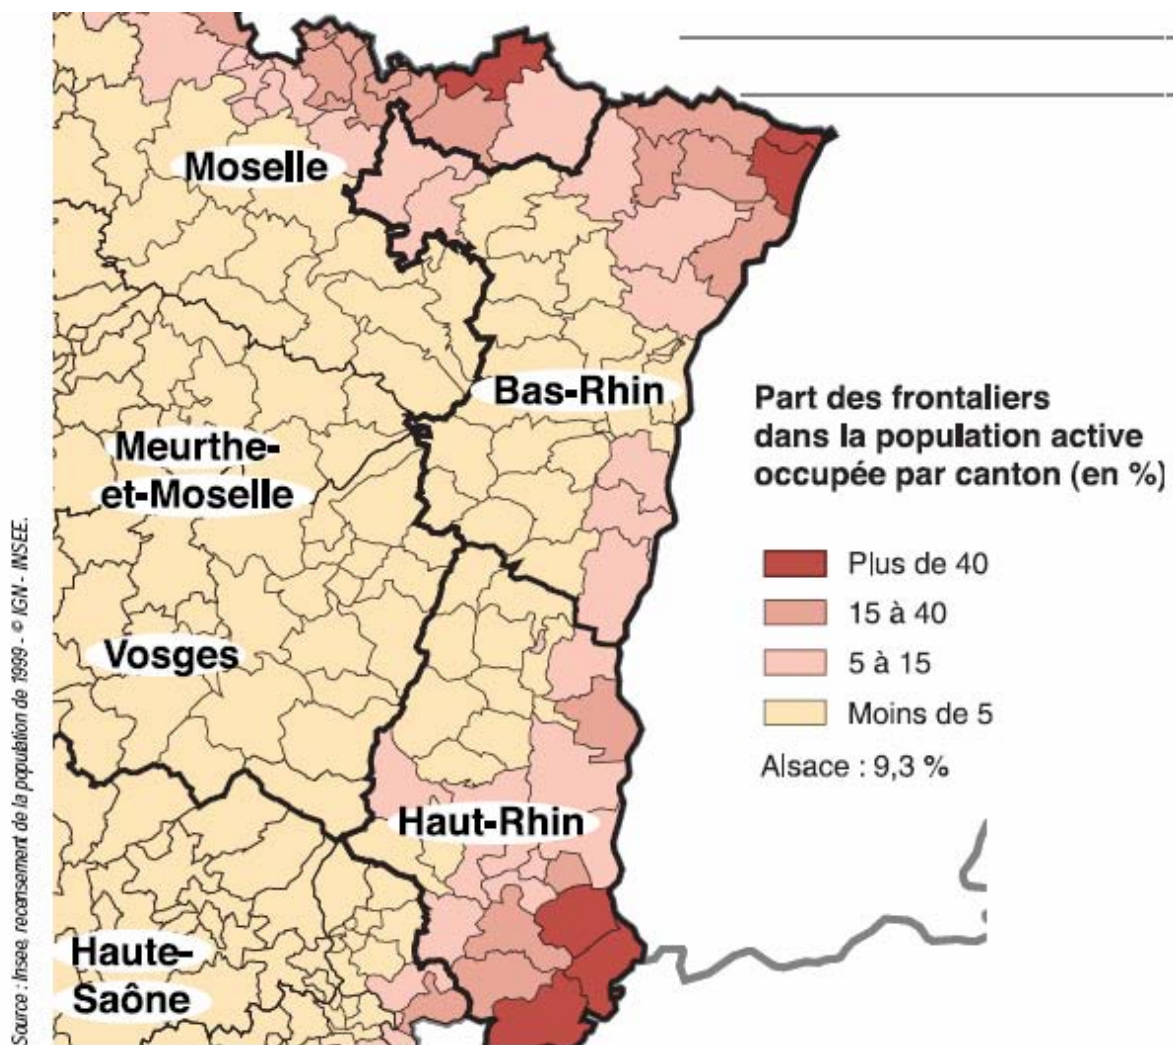 Moselle
Bas-Rhin
Meurthe-
et-Moselle
Vosges
Haut-Rhin
Haute-
Saône
Part des frontaliers
dans la population active
occupée par canton (en %)
Plus de 40
15 à 40
5 à 15
Moins de 5
Alsace : 9,3 %
Source : Insee, recensement de la population de 1999 - © IGN - INSEE.